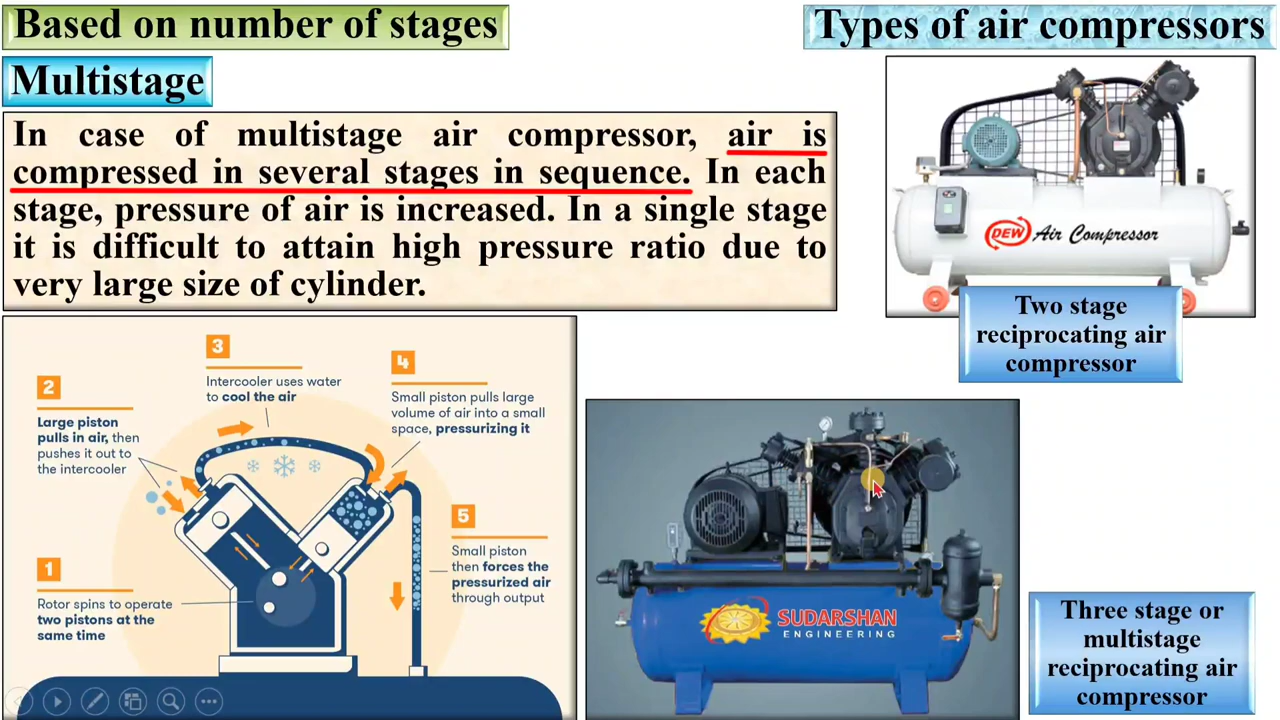 Based on number of stages
Types of air compressors
Multistage
In case of multistage air compressor, air is
compressed in several stages in sequence. In each
stage, pressure of air is increased. In a single stage
it is difficult to attain high pressure ratio due to
very large size of cylinder.
DEW Air Compressor
Two stage
reciprocating air
compressor
1
Rotor spins to operate
two pistons at the
same time
2
Large piston
pulls in air, then
pushes it out to
the intercooler
3
Intercooler uses water
to cool the air
4
Small piston pulls large
volume of air into a small
space, pressurizing it
5
Small piston
then forces the
pressurized air
through output
SUDARSHAN
ENGINEERING
Three stage or
multistage
reciprocating air
compressor